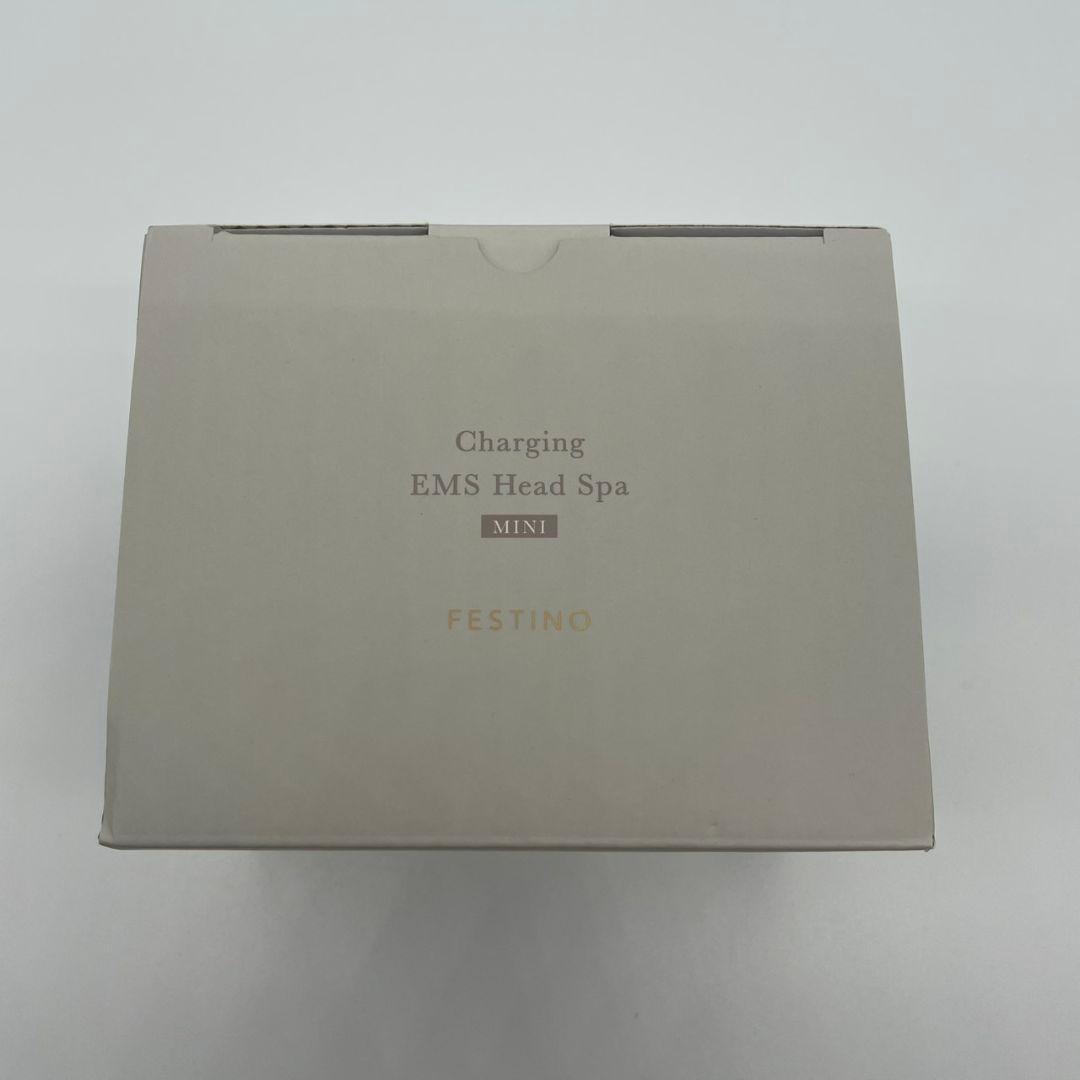 Charging
EMS Head Spa
MINI
FESTINO